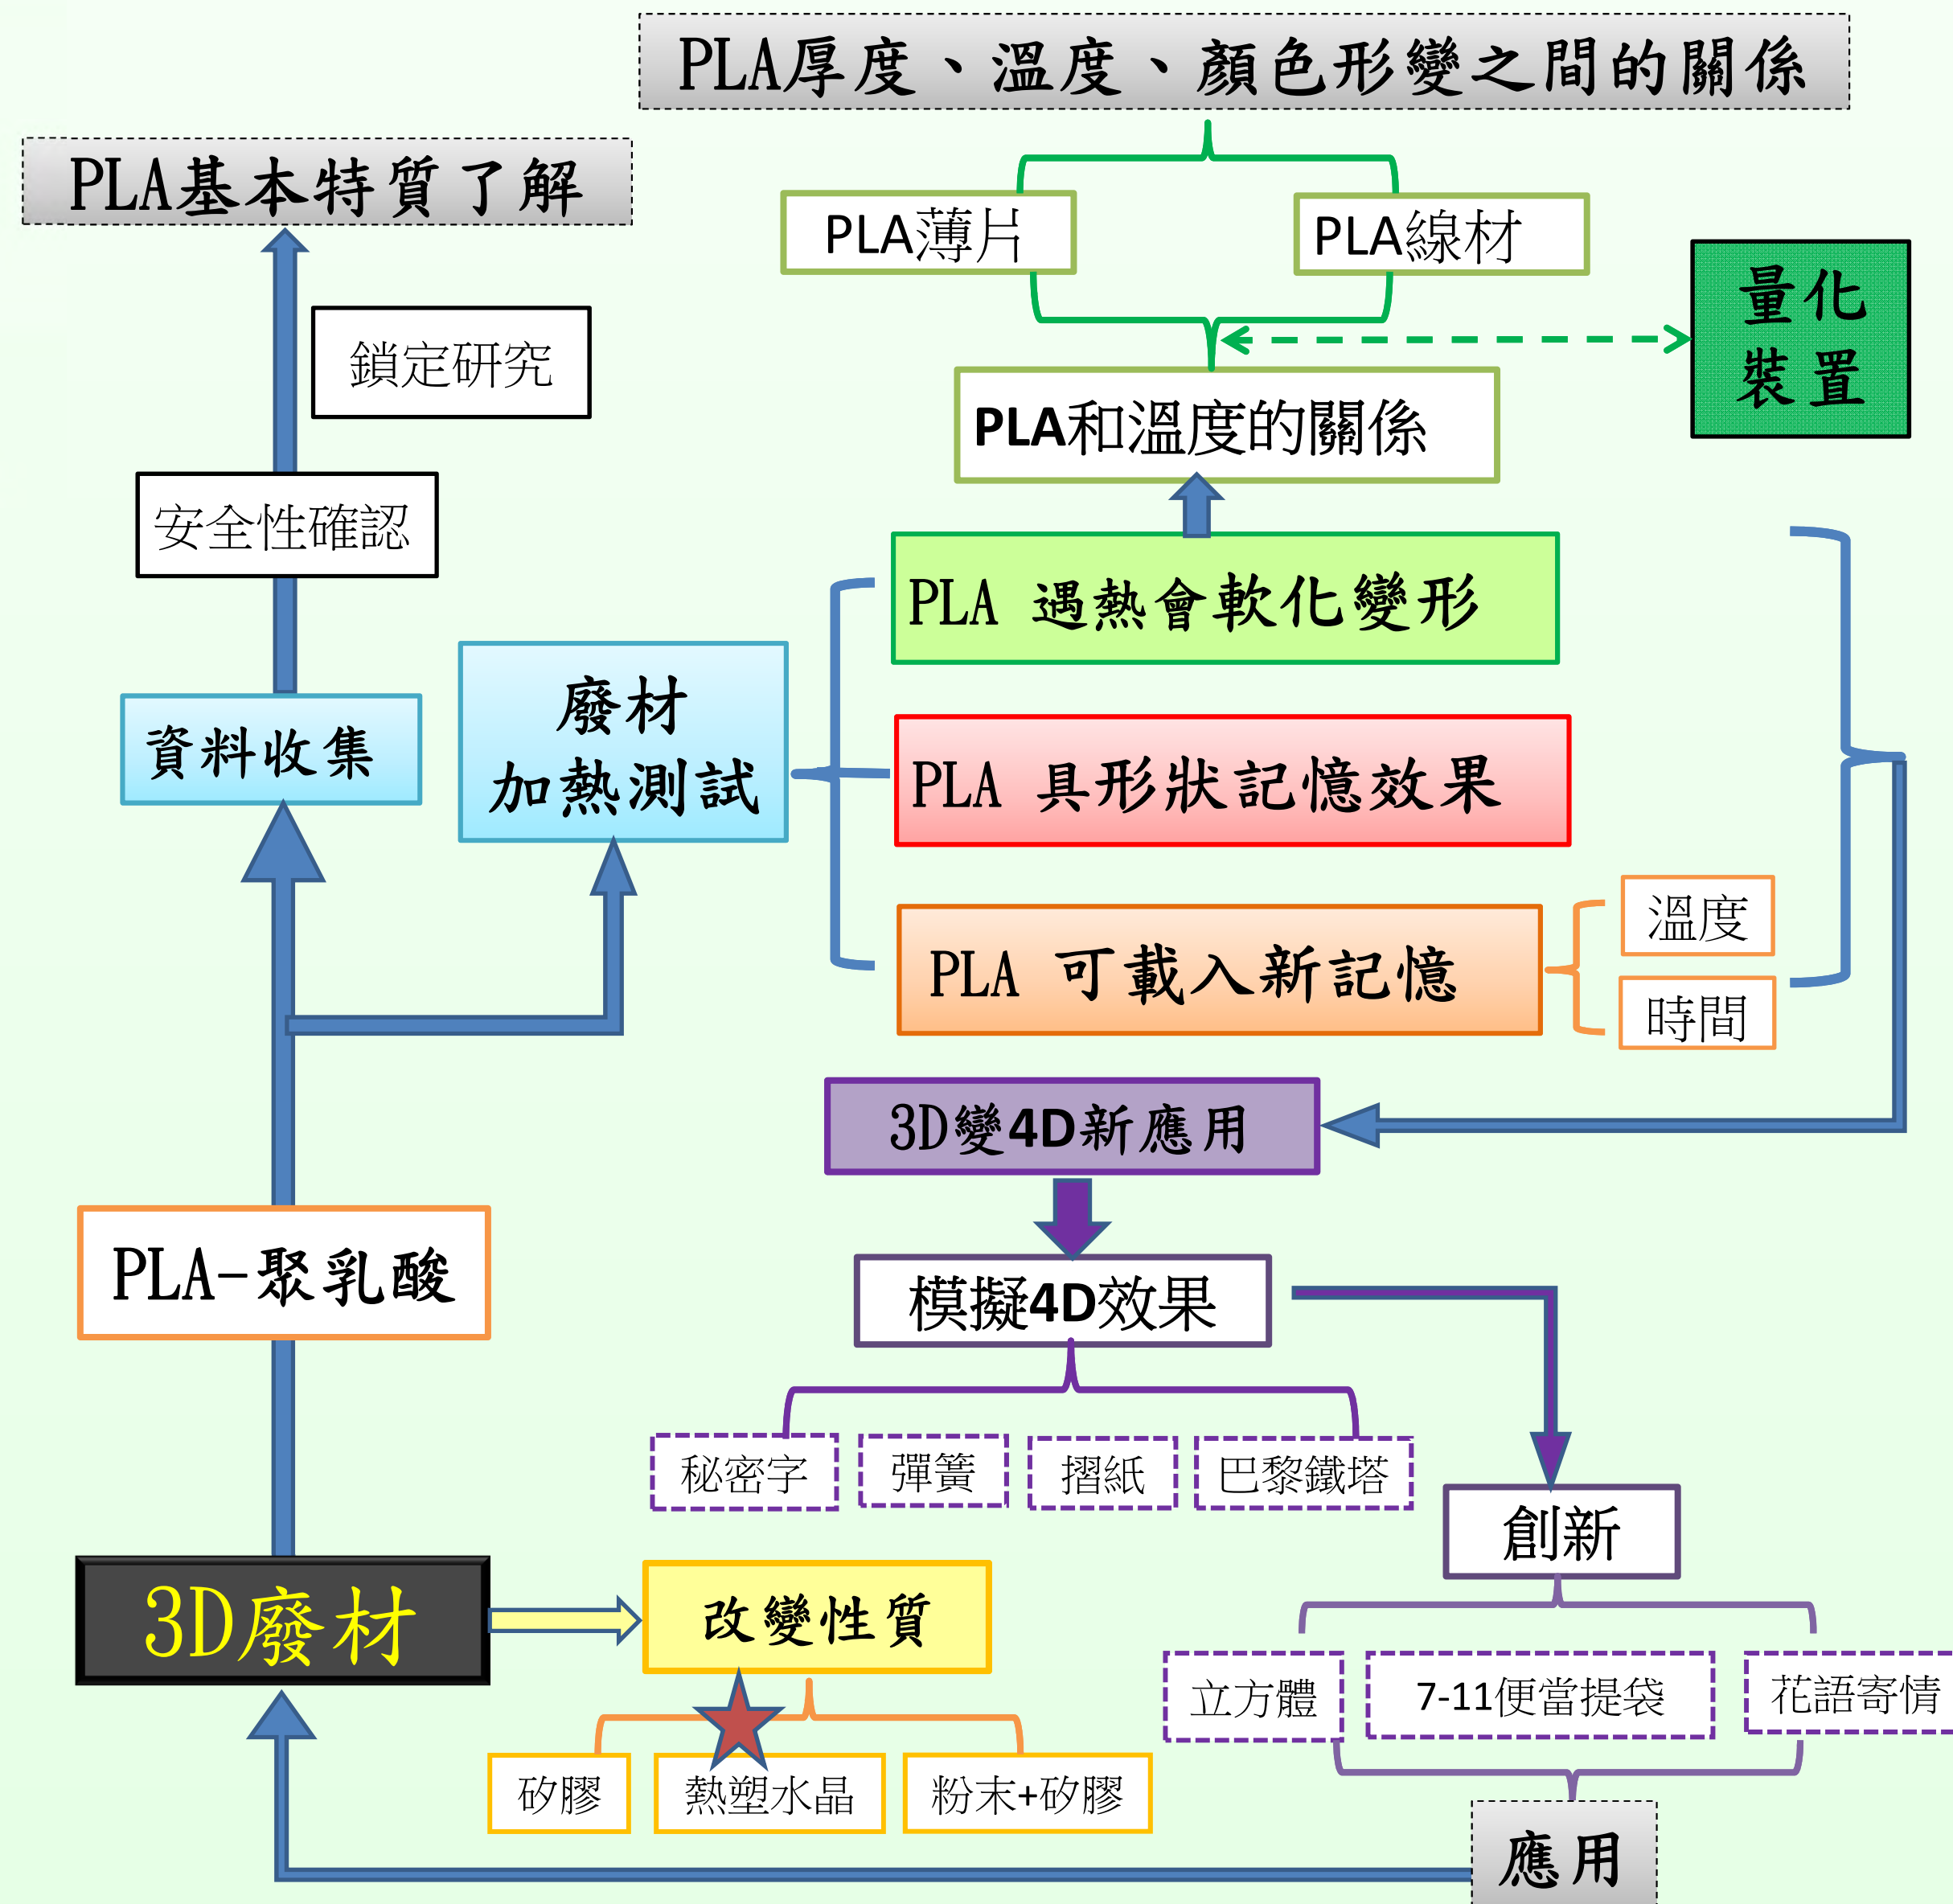 PLA厚度、溫度、顏色形變之間的關係
PLA基本特質了解
PLA薄片
PLA線材
量化
裝置
鎖定研究
PLA和溫度的關係
安全性確認
PLA 遇熱會軟化變形
廢材
加熱測試
資料收集
PLA 具形狀記憶效果
PLA 可載入新記憶
溫度
時間
3D變4D新應用
PLA-聚乳酸
模擬4D效果
秘密字
彈簧
摺紙
巴黎鐵塔
創新
3D廢材
改變性質
立方體
7-11便當提袋
花語寄情
矽膠
熱塑水晶
粉末+矽膠
應用